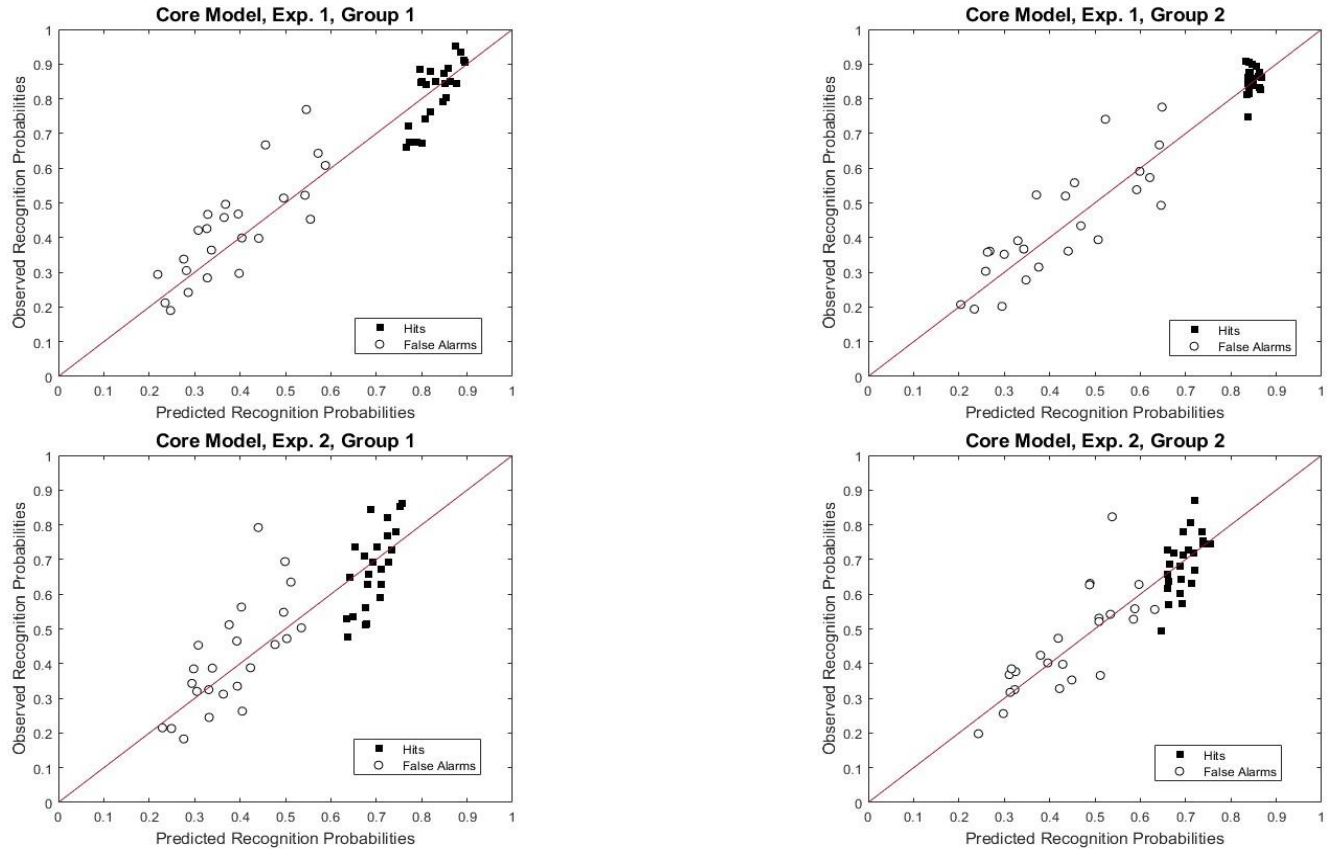 Core Model, Exp. 1, Group 1
Observed Recognition Probabilities
1
0.9
0.8
0.7
0.6
0.5
0.4
0.3
0.2
0.1
0
Hits
False Alarms
0 0.1 0.2 0.3 0.4 0.5 0.6 0.7 0.8 0.9 1
Predicted Recognition Probabilities
Core Model, Exp. 1, Group 2
Observed Recognition Probabilities
1
0.9
0.8
0.7
0.6
0.5
0.4
0.3
0.2
0.1
0
Hits
False Alarms
0 0.1 0.2 0.3 0.4 0.5 0.6 0.7 0.8 0.9 1
Predicted Recognition Probabilities
Core Model, Exp. 2, Group 1
Observed Recognition Probabilities
1
0.9
0.8
0.7
0.6
0.5
0.4
0.3
0.2
0.1
0
Hits
False Alarms
0 0.1 0.2 0.3 0.4 0.5 0.6 0.7 0.8 0.9 1
Predicted Recognition Probabilities
Core Model, Exp. 2, Group 2
Observed Recognition Probabilities
1
0.9
0.8
0.7
0.6
0.5
0.4
0.3
0.2
0.1
0
Hits
False Alarms
0 0.1 0.2 0.3 0.4 0.5 0.6 0.7 0.8 0.9 1
Predicted Recognition Probabilities